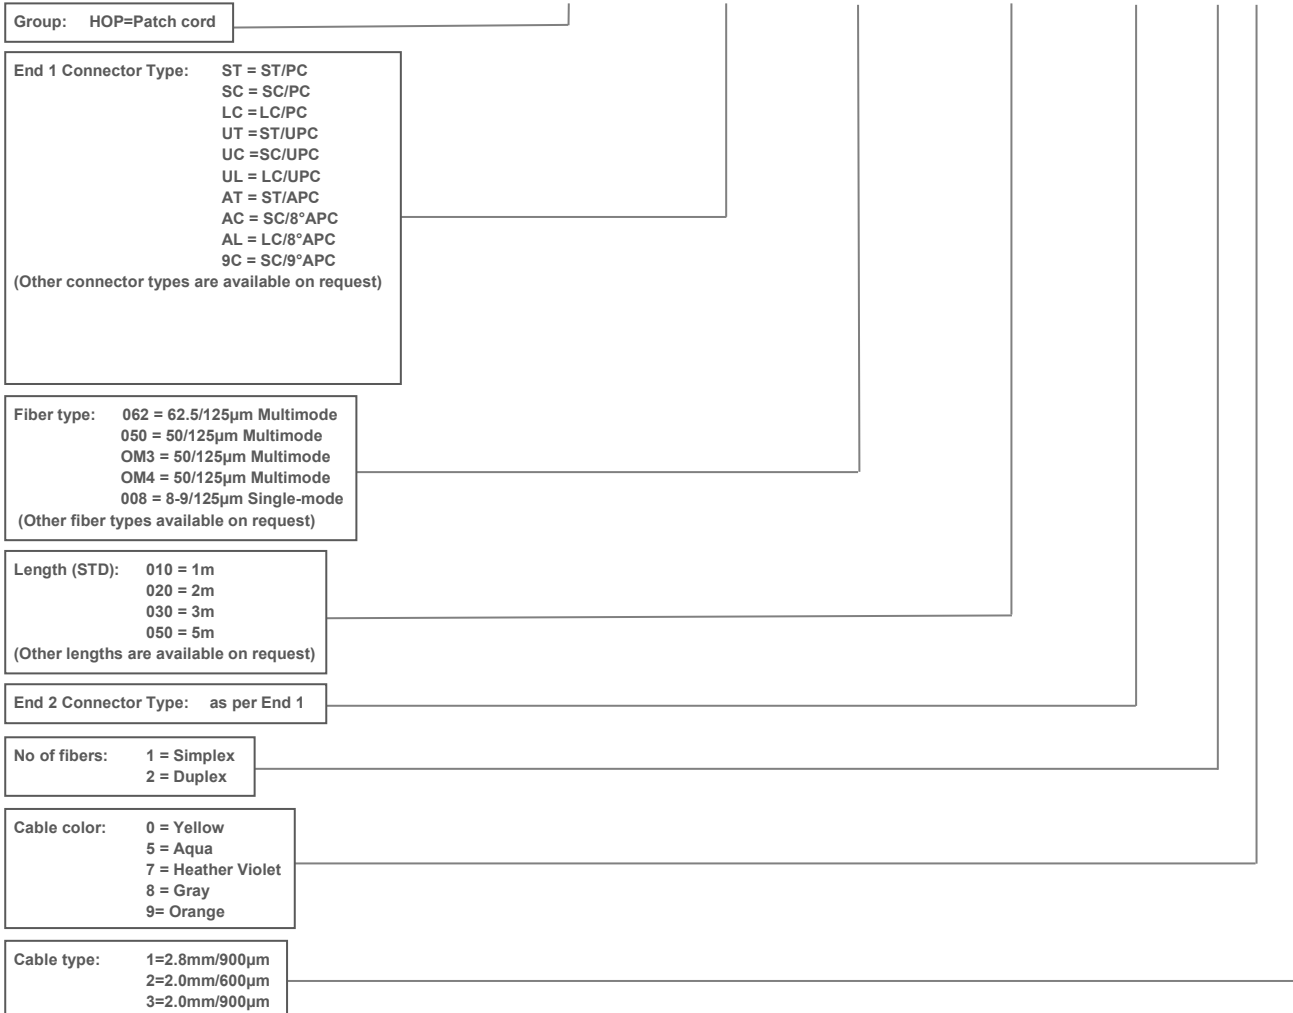 Group: HOP=Patch cord
End 1 Connector Type: ST = ST/PC
SC = SC/PC
LC =LC/PC
UT =ST/UPC
UC =SC/UPC
UL = LC/UPC
AT = ST/APC
AC = SC/8°APC
AL = LC/8°APC
9C = SC/9°APC
(Other connector types are available on request)
Fiber type: 062 = 62.5/125µm Multimode
050 = 50/125µm Multimode
OM3 = 50/125µm Multimode
OM4 = 50/125µm Multimode
008 = 8-9/125µm Single-mode
(Other fiber types available on request)
Length (STD): 010 = 1m
020 = 2m
030 = 3m
050 = 5m
(Other lengths are available on request)
End 2 Connector Type: as per End 1
No of fibers: 1 = Simplex
2 = Duplex
Cable color: 0 = Yellow
5 = Aqua
7 = Heather Violet
8 = Gray
9= Orange
Cable type: 1=2.8mm/900µm
2=2.0mm/600µm
3=2.0mm/900µm